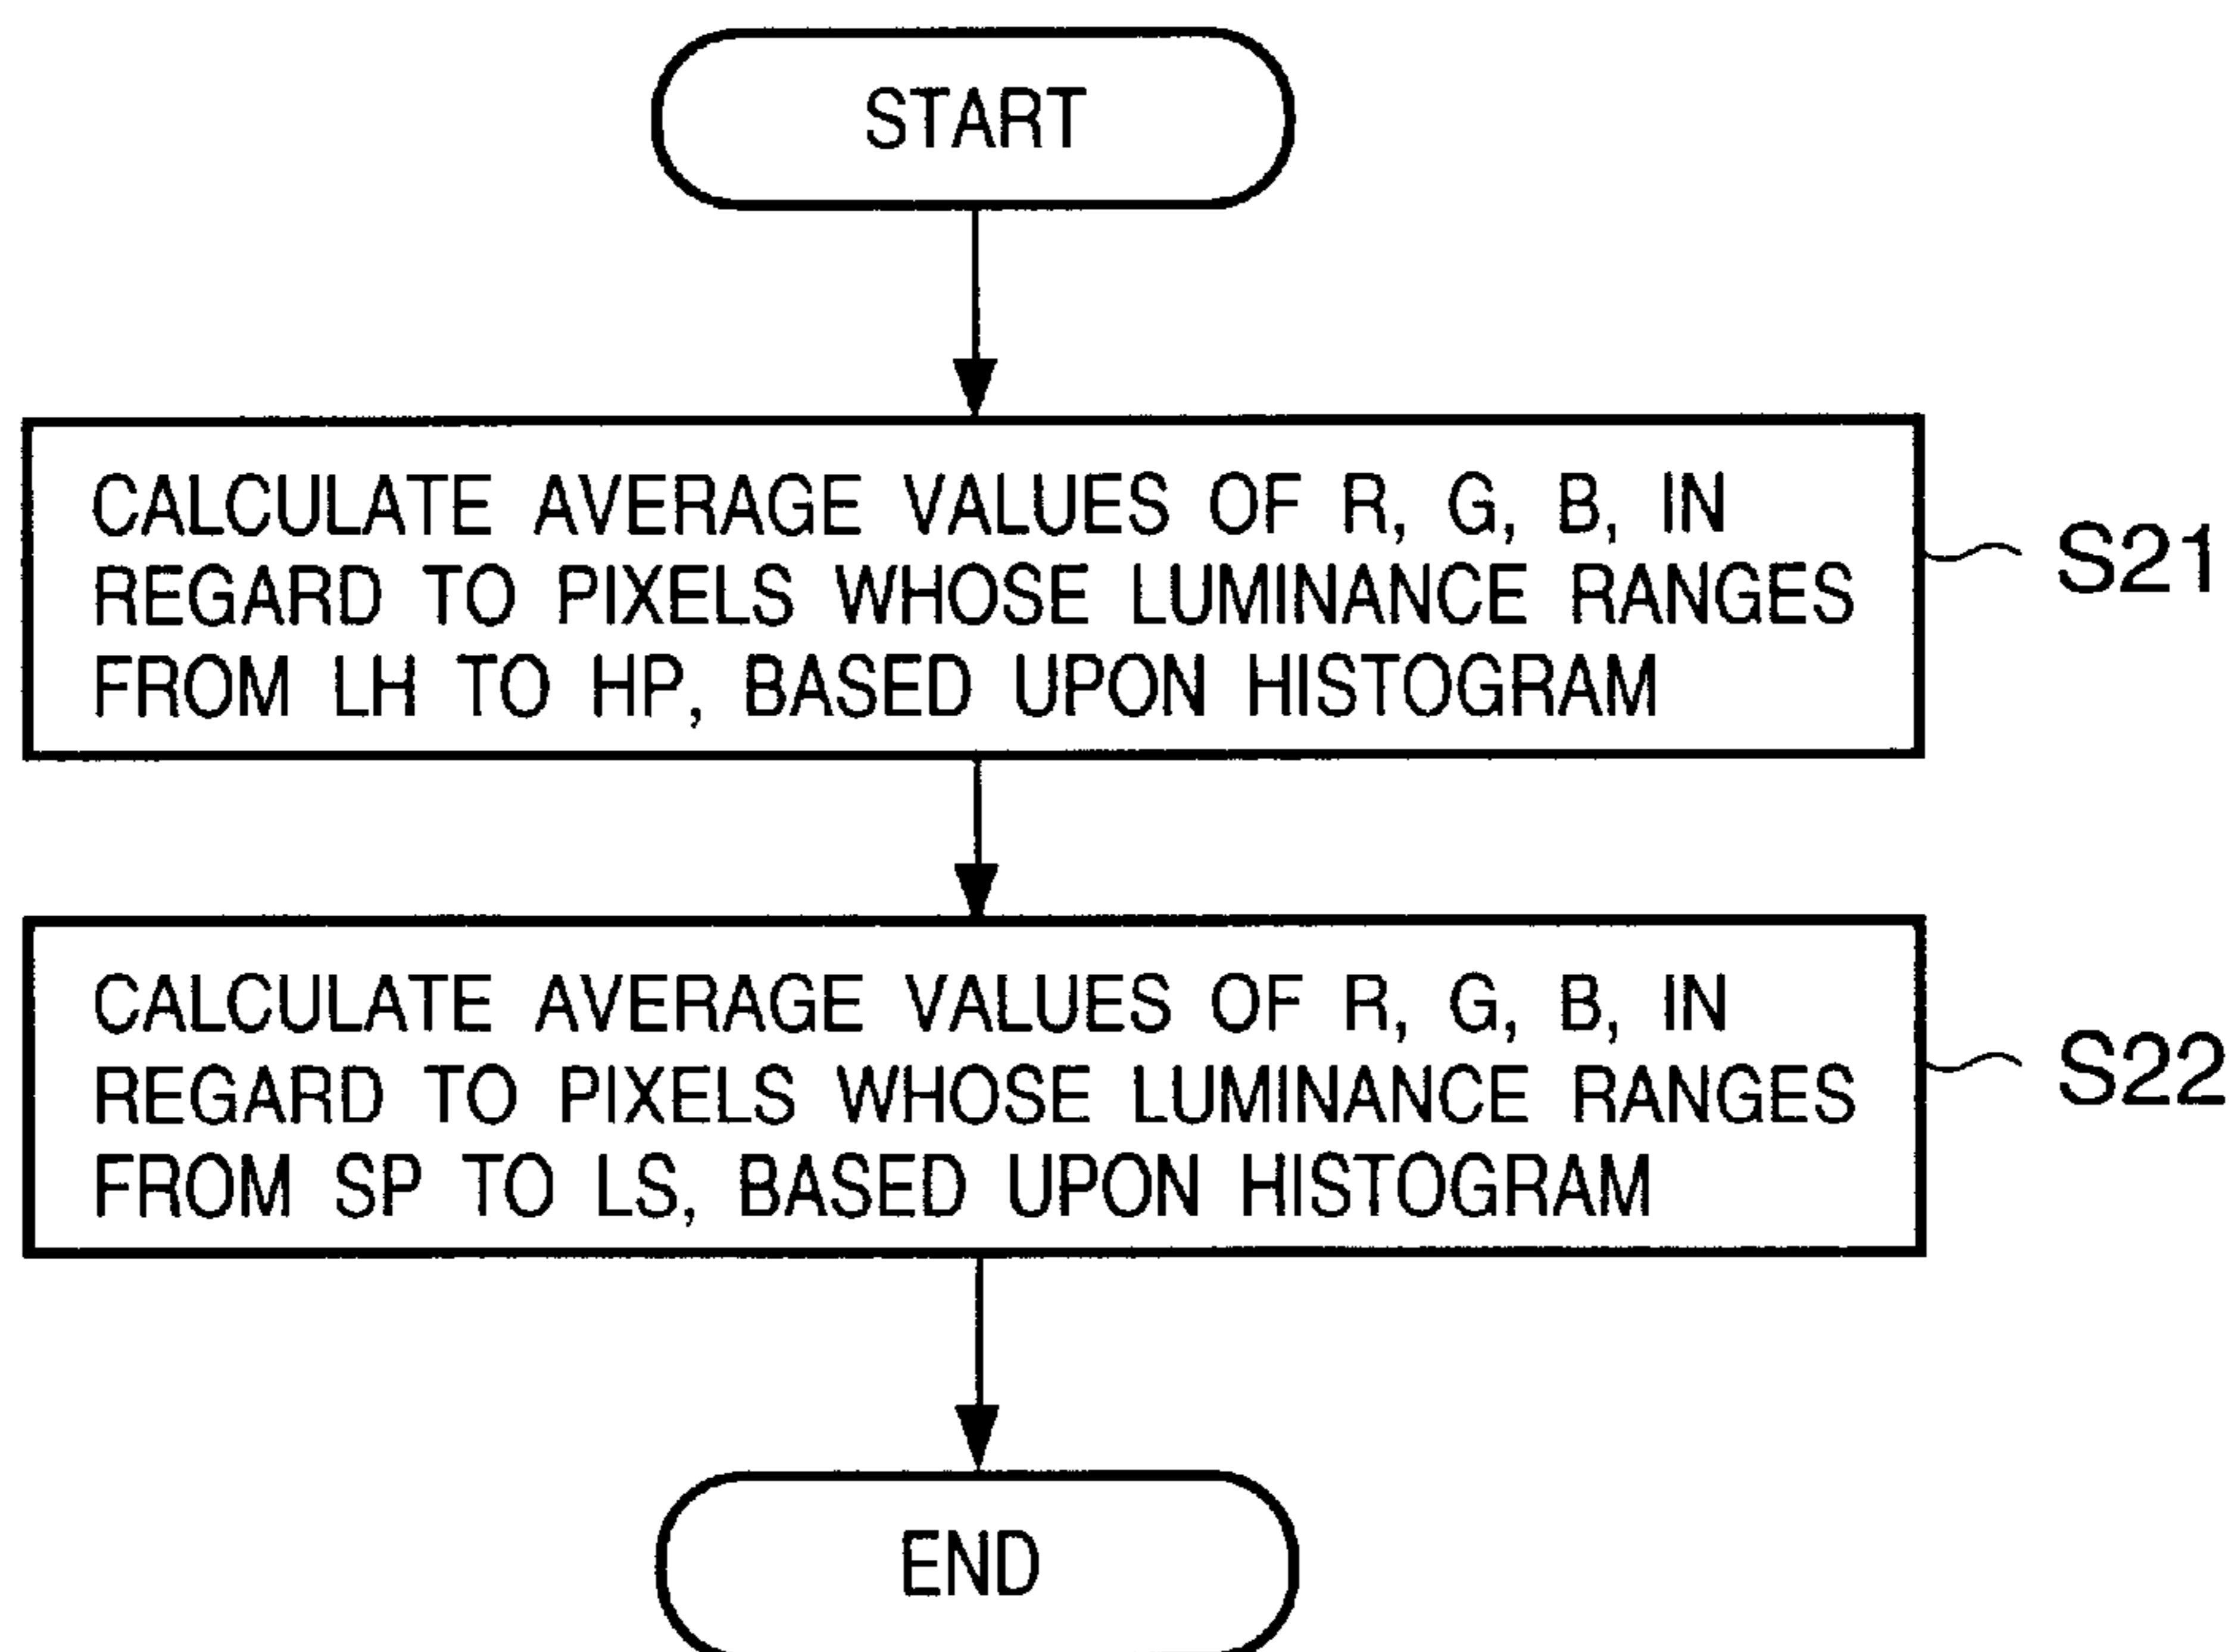 START
CALCULATE AVERAGE VALUES OF R, G, B, IN
REGARD TO PIXELS WHOSE LUMINANCE RANGES
FROM LH TO HP, BASED UPON HISTOGRAM
S21
CALCULATE AVERAGE VALUES OF R, G, B, IN
REGARD TO PIXELS WHOSE LUMINANCE RANGES
FROM SP TO LS, BASED UPON HISTOGRAM
S22
END